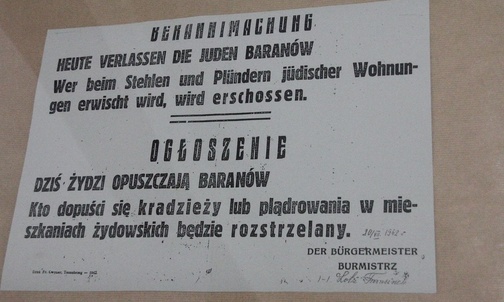 BEKANNTMACHUNG
HEUTE VERLASSEN DIE JUDEN BARANÓW
Wer beim Stehlen und Plündern jüdischer Wohnun-
gen erwischt wird, wird erschossen.
OGŁOSZENIE
DZIŚ ŻYDZI OPUSZCZAJĄ BARANÓW
Kto dopuści się kradzieży lub plądrowania w mie-
szkaniach żydowskich będzie rozstrzelany.
DER BÜRGERMEISTER
BURMISTRZ